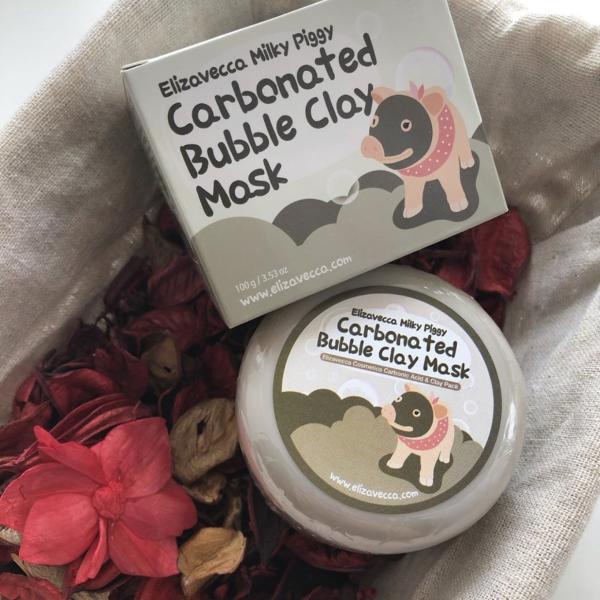 Elizavecca Milky Piggy
Carbonated
Bubble Clay
Mask
100 g / 3.53 oz
www.elizavecca.com
Elizavecca Milky Piggy
Carbonated
Bubble Clay Mask
Elizavecca Cosmetics Carbonic Acid & Clay Pack
www.elizavecca.com